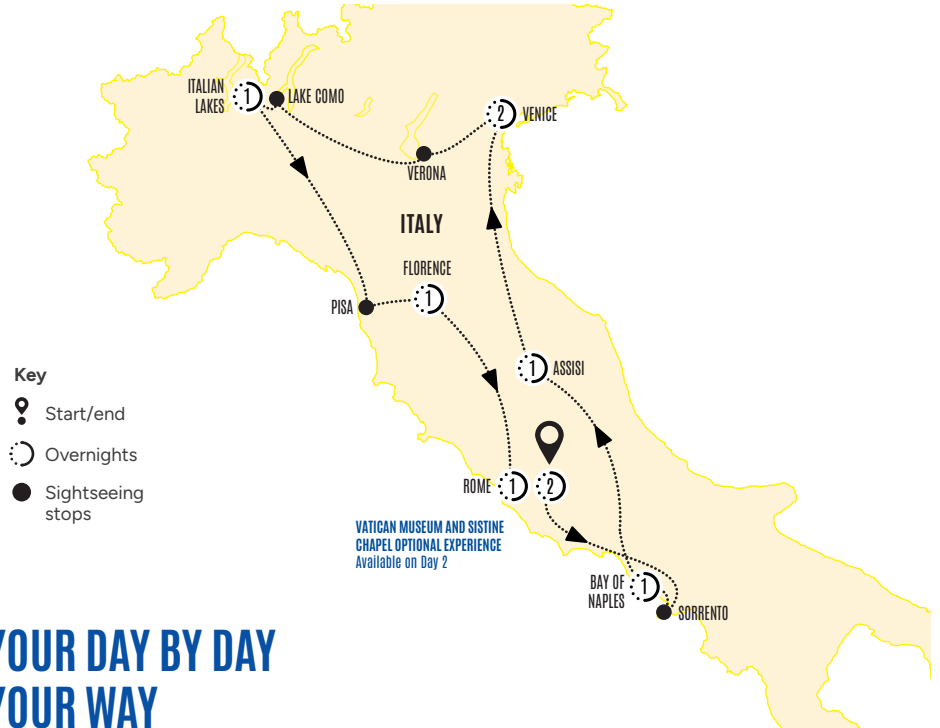 ITALIAN
LAKES
1
LAKE COMO
2
VENICE
VERONA
ITALY
FLORENCE
1
PISA
1
ASSISI
Key
Start/end
Overnights
Sightseeing
stops
ROME
1
2
VATICAN MUSEUM AND SISTINE
CHAPEL OPTIONAL EXPERIENCE
Available on Day 2
BAY OF
NAPLES
1
SORRENTO
YOUR DAY BY DAY
YOUR WAY